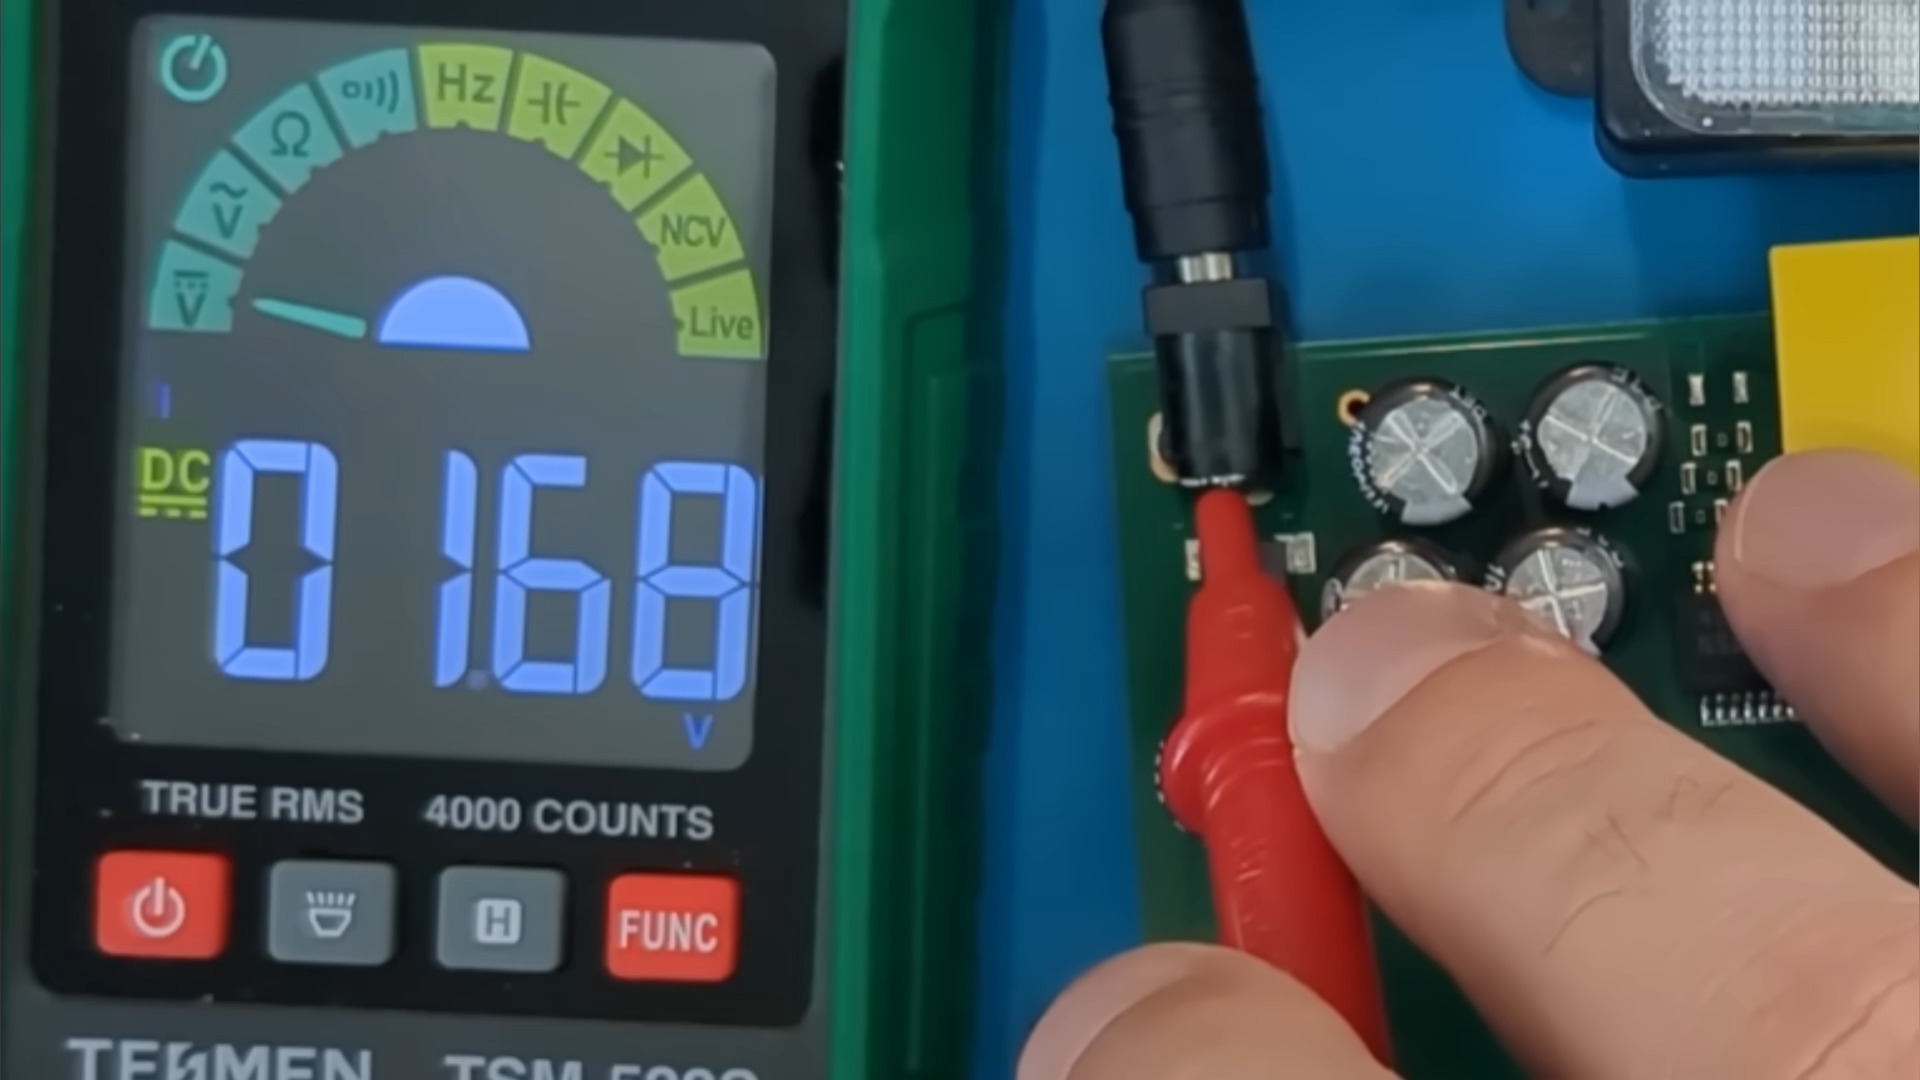 Hz
Ω
NCV
V
V
Live
DC
01.68
V
TRUE RMS 4000 COUNTS
H FUNC